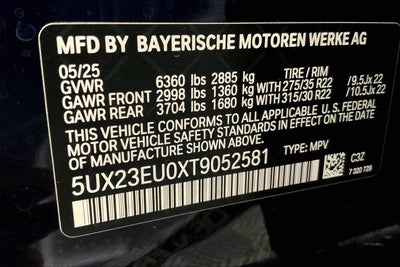 MFD BY BAYERISCHE MOTOREN WERKE AG
05/25 TIRE / RIM
GVWR 6360 lbs 2885 kg
GAWR FRONT 2998 lbs 1360 kg 275/35 R22 /9.5Jx22
GAWR REAR 3704 lbs 1680 kg 315/30 R22 /10.5Jx22
THIS VEHICLE CONFORMS TO ALL APPLICABLE FEDERAL
MOTOR VEHICLE SAFETY STANDARDS IN EFFECT ON THE
DATE OF MANUFACTURE SHOWN ABOVE.
5UX23EU0XT9052581 TYPE: MPV
C3Z
7 320 729